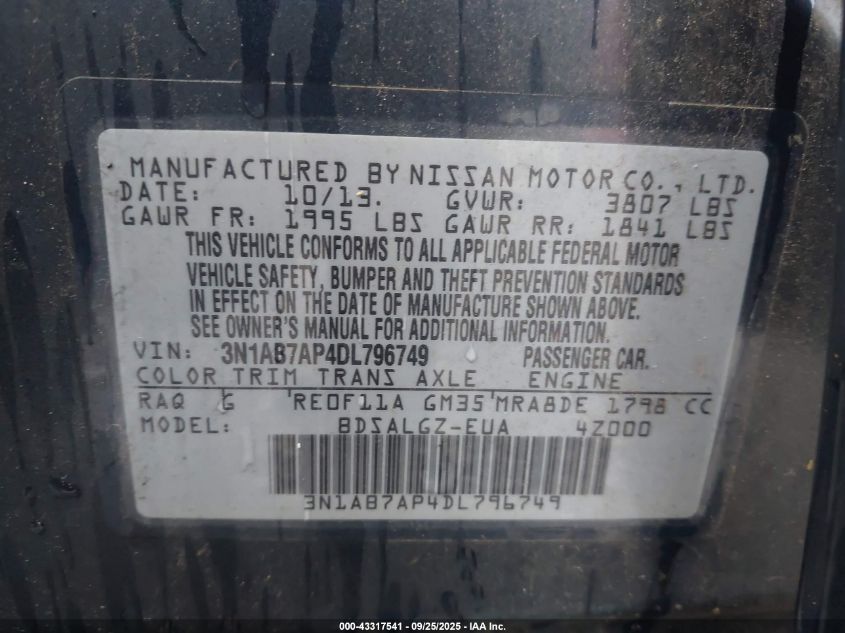 MANUFACTURED BY NISSAN MOTOR CO., LTD.
DATE: 10/13. GVWR: 3807 LBS
GAWR FR: 1995 LBS GAWR RR: 1841 LBS
THIS VEHICLE CONFORMS TO ALL APPLICABLE FEDERAL MOTOR
VEHICLE SAFETY, BUMPER AND THEFT PREVENTION STANDARDS
IN EFFECT ON THE DATE OF MANUFACTURE SHOWN ABOVE.
SEE OWNER'S MANUAL FOR ADDITIONAL INFORMATION.
VIN: 3N1AB7AP4DL796749 PASSENGER CAR.
COLOR TRIM TRANS AXLE ENGINE
RAQ G RE0F11A GM35 MRA8DE 1798 CC
MODEL: BDSALGZ-EUA 4Z000
3N1AB7AP4DL796749
000-43317541 - 09/25/2025 - IAA Inc.